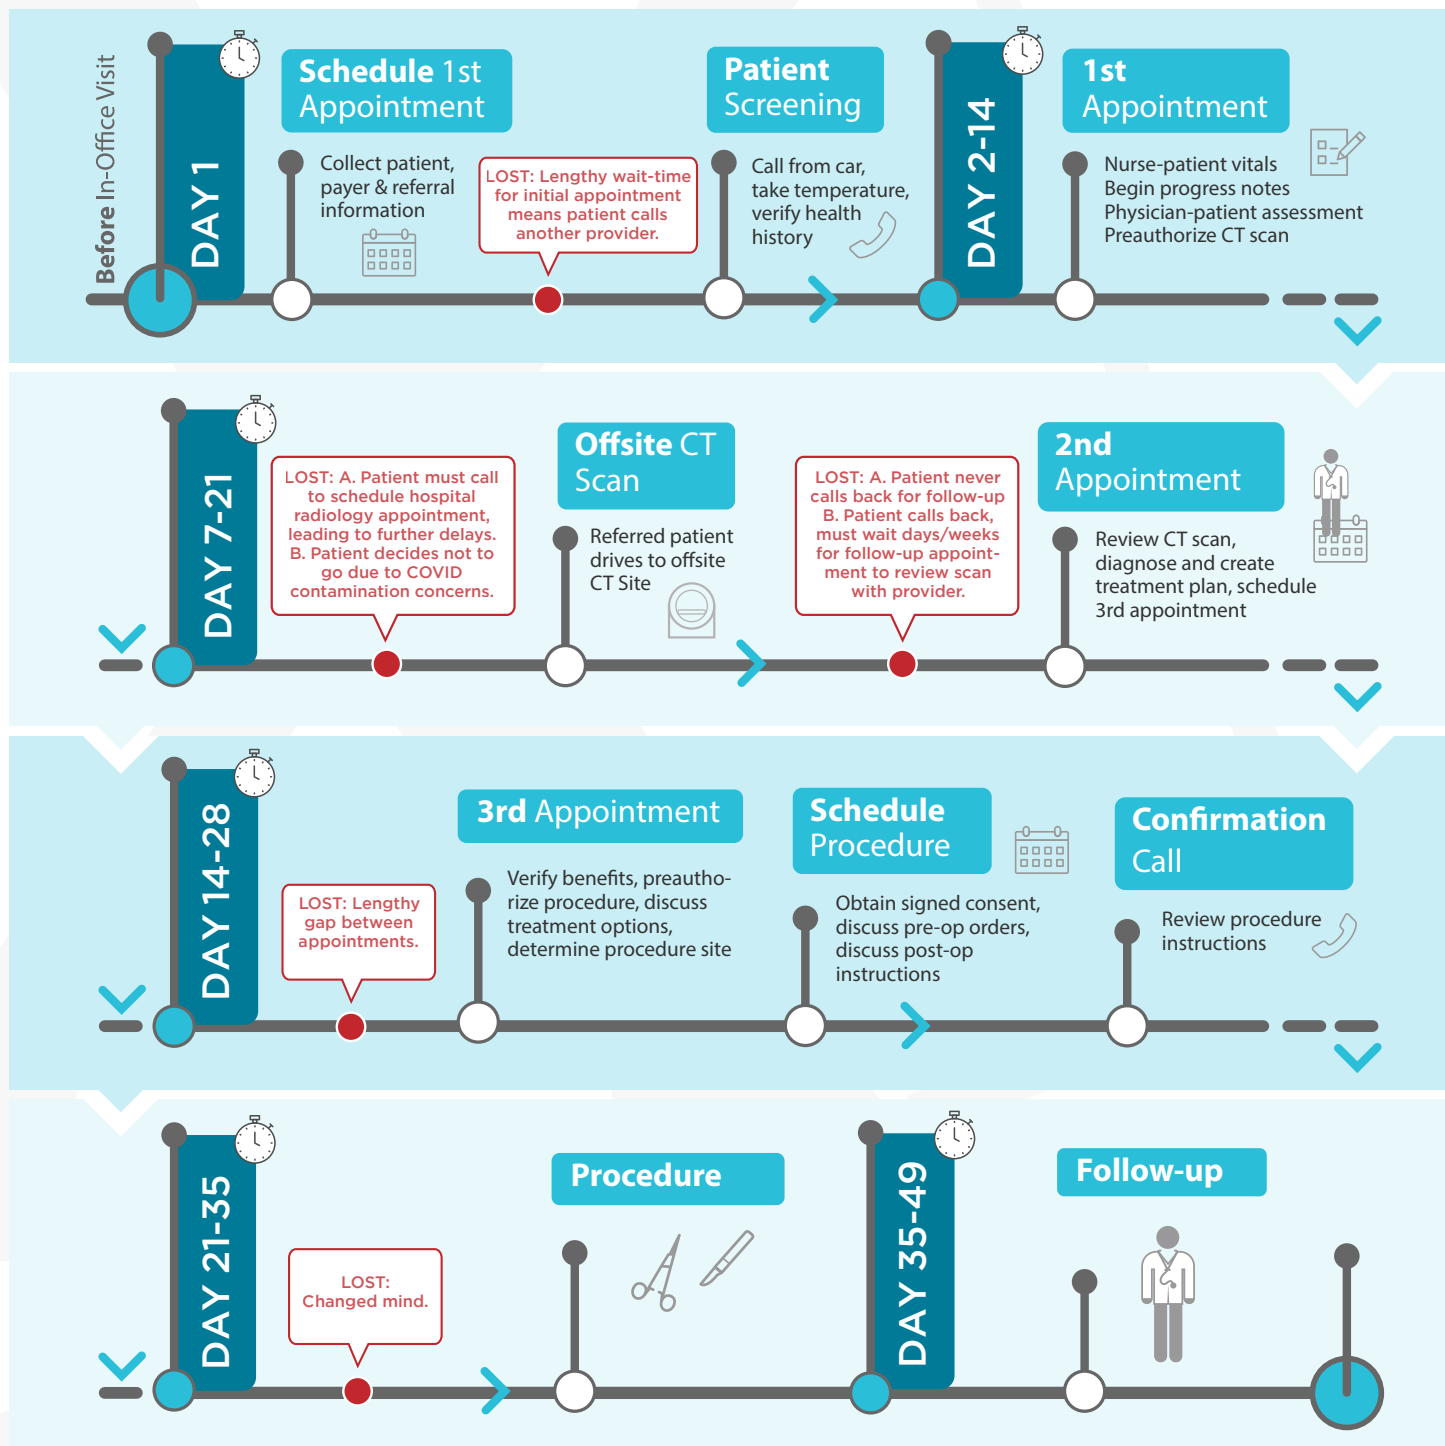 Before In-Office Visit
DAY 1
Schedule 1st
Appointment
Collect patient,
payer & referral
information
LOST: Lengthy wait-time
for initial appointment
means patient calls
another provider.
Patient
Screening
Call from car,
take temperature,
verify health
history
DAY 2-14
1st
Appointment
Nurse-patient vitals
Begin progress notes
Physician-patient assessment
Preauthorize CT scan
DAY 7-21
LOST: A. Patient must call
to schedule hospital
radiology appointment,
leading to further delays.
B. Patient decides not to
go due to COVID
contamination concerns.
Offsite CT
Scan
Referred patient
drives to offsite
CT Site
LOST: A. Patient never
calls back for follow-up
B. Patient calls back,
must wait days/weeks
for follow-up appoint-
ment to review scan
with provider.
2nd
Appointment
Review CT scan,
diagnose and create
treatment plan, schedule
3rd appointment
DAY 14-28
LOST: Lengthy
gap between
appointments.
3rd Appointment
Verify benefits, preautho-
rize procedure, discuss
treatment options,
determine procedure site
Schedule
Procedure
Obtain signed consent,
discuss pre-op orders,
discuss post-op
instructions
Confirmation
Call
Review procedure
instructions
DAY 21-35
LOST:
Changed mind.
Procedure
DAY 35-49
Follow-up